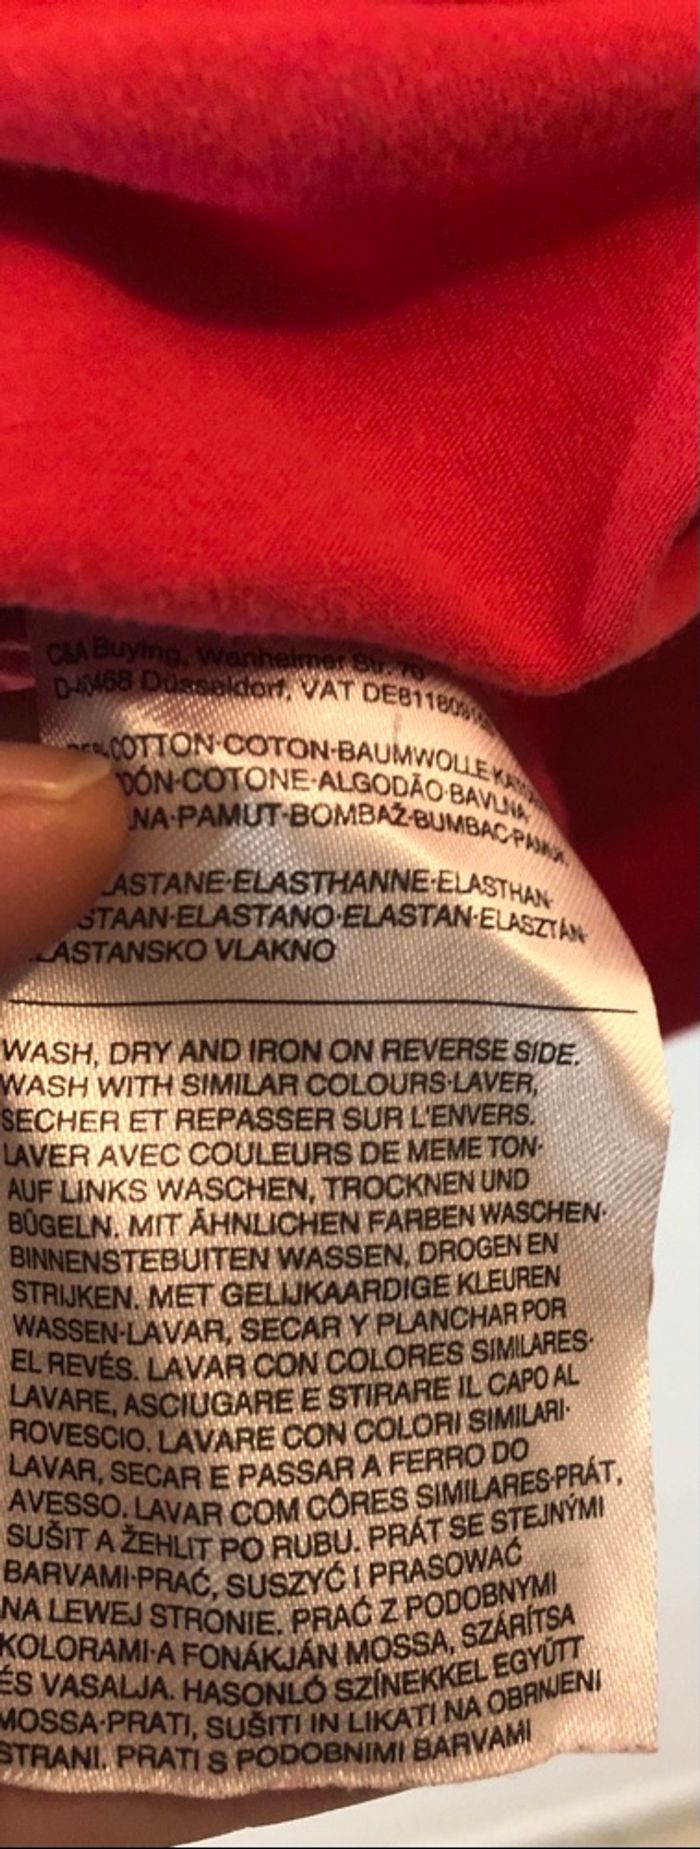 C&A Buying, Wanheimer Str. 70
D-40468 Düsseldorf, VAT
COTTON·COTON·BAUMWOLLE·
COTONE·ALGODÃO·BAVLNA·
PAMUT·BOMBAŽ·BUMBAC·PAMUK
ELASTHANNE·ELASTHAN·
ELASTANO·ELASTAN·ELASZTÁN·
VLAKNO
WASH, DRY AND IRON ON REVERSE SIDE.
WASH WITH SIMILAR COLOURS·LAVER,
SECHER ET REPASSER SUR L'ENVERS.
LAVER AVEC COULEURS DE MEME TON·
AUF LINKS WASCHEN, TROCKNEN UND
BÜGELN. MIT ÄHNLICHEN FARBEN WASCHEN·
BINNENSTEBUITEN WASSEN, DROGEN EN
STRIJKEN. MET GELIJKAARDIGE KLEUREN
WASSEN·LAVAR, SECAR Y PLANCHAR POR
EL REVÉS. LAVAR CON COLORES SIMILARES·
LAVARE, ASCIUGARE E STIRARE IL CAPO AL
ROVESCIO. LAVARE CON COLORI SIMILARI·
LAVAR, SECAR E PASSAR A FERRO DO
AVESSO. LAVAR COM CÔRES SIMILARES·PRÁT,
SUŠIT A ŽEHLIT PO RUBU. PRÁT SE STEJNÝMI
BARVAMI·PRAĆ, SUSZYĆ I PRASOWAĆ
NA LEWEJ STRONIE. PRAĆ Z PODOBNYMI
KOLORAMI·A FONÁKJÁN MOSSA, SZÁRÍTSA
ÉS VASALJA. HASONLÓ SZÍNEKKEL EGYÜTT
MOSSA·PRATI, SUŠITI IN LIKATI NA OBRNJENI
STRANI. PRATI S PODOBNIMI BARVAMI